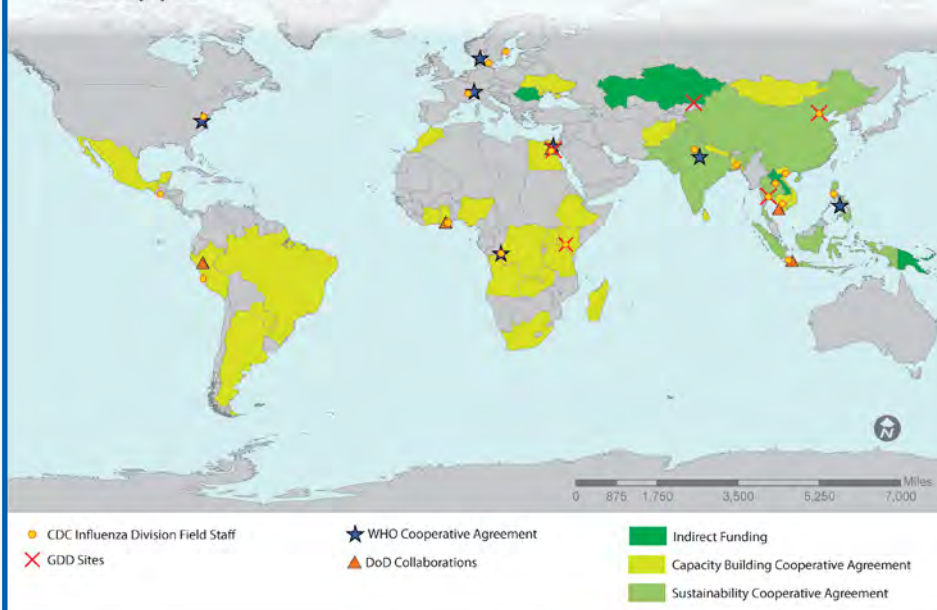 N
Miles
0 875 1,750 3,500 5,250 7,000
CDC Influenza Division Field Staff
WHO Cooperative Agreement
Indirect Funding
GDD Sites
DoD Collaborations
Capacity Building Cooperative Agreement
Sustainability Cooperative Agreement